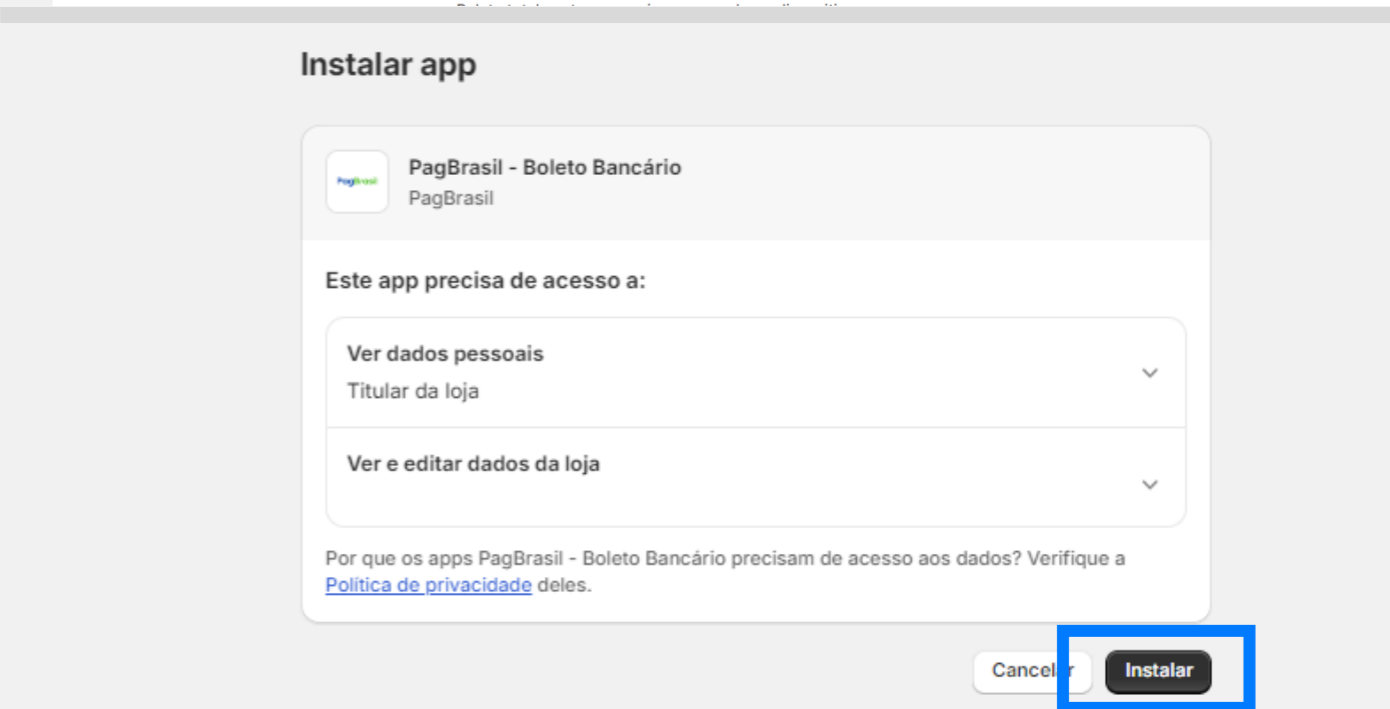 Instalar app
PagBrasil
PagBrasil - Boleto Bancário
PagBrasil
Este app precisa de acesso a:
Ver dados pessoais
Titular da loja
Ver e editar dados da loja
Por que os apps PagBrasil - Boleto Bancário precisam de acesso aos dados? Verifique a
Política de privacidade deles.
Cancelar
Instalar